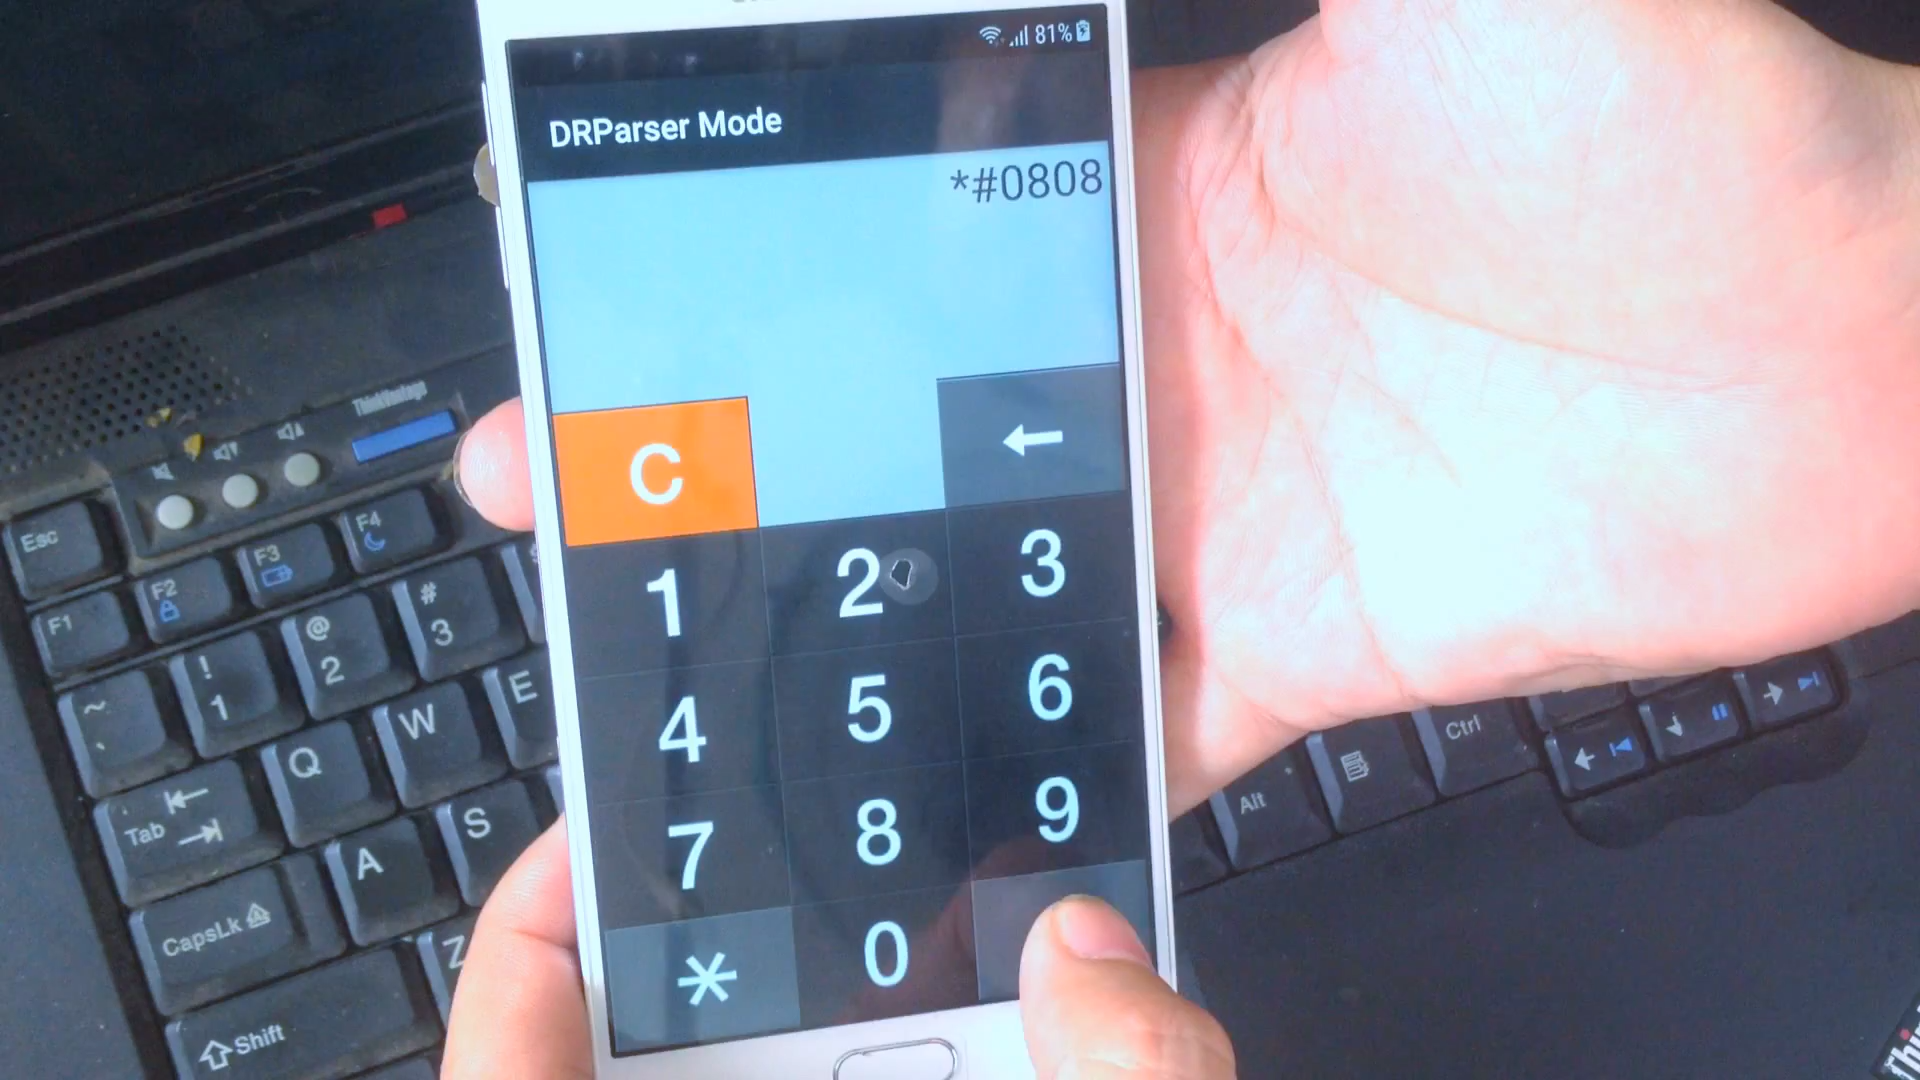 81%
DRParser Mode
*#0808
C ←
1 2 3
4 5 6
7 8 9
* 0
ThinkVantage
Esc
F1 F2 F3 F4
~ ` ! 1 @ 2 # 3
Tab Q W E
CapsLk A S
Shift Z
Alt Ctrl